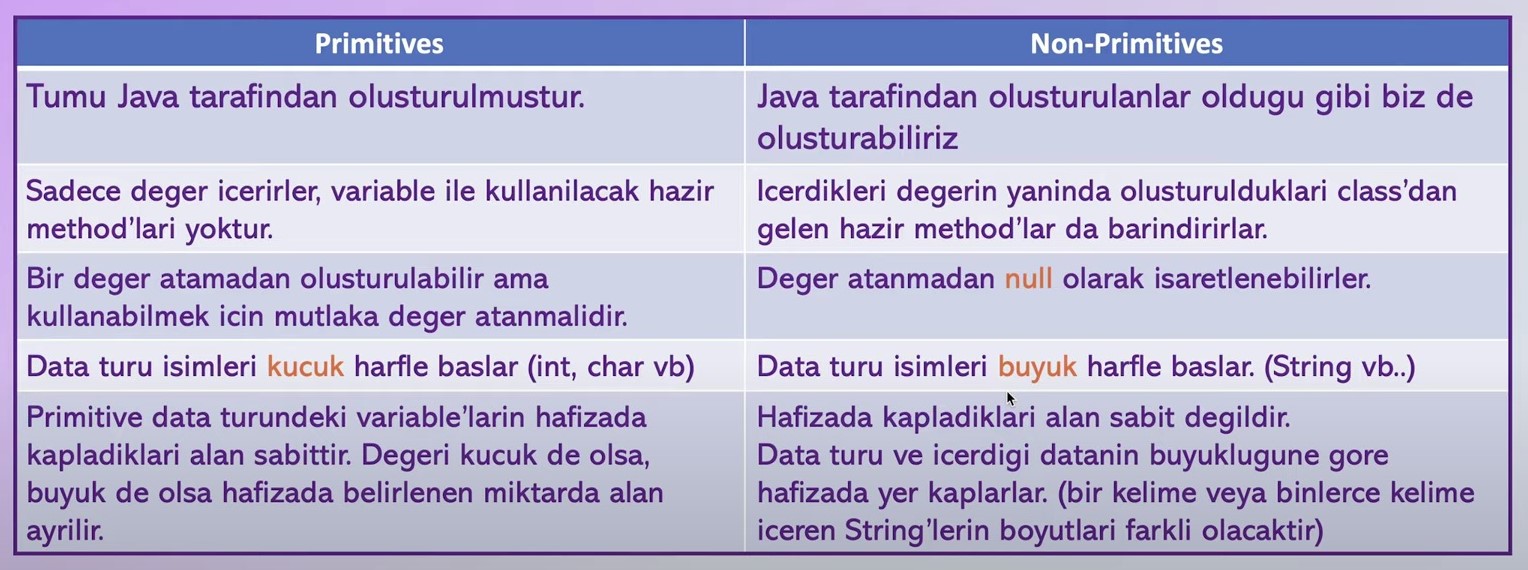 Primitives
Non-Primitives
Tumu Java tarafindan olusturulmustur.
Java tarafindan olusturulanlar oldugu gibi biz de
olusturabiliriz
Sadece deger icerirler, variable ile kullanilacak hazir
method'lari yoktur.
Icerdikleri degerin yaninda olusturulduklari class'dan
gelen hazir method'lar da barindirirlar.
Bir deger atamadan olusturulabilir ama
kullanabilmek icin mutlaka deger atanmalidir.
Deger atanmadan null olarak isaretlenebilirler.
Data turu isimleri kucuk harfle baslar (int, char vb)
Data turu isimleri buyuk harfle baslar. (String vb..)
Primitive data turundeki variable'larin hafizada
kapladiklari alan sabittir. Degeri kucuk de olsa,
buyuk de olsa hafizada belirlenen miktarda alan
ayrilir.
Hafizada kapladiklari alan sabit degildir.
Data turu ve icerdigi datanin buyuklugune gore
hafizada yer kaplarlar. (bir kelime veya binlerce kelime
iceren String'lerin boyutlari farkli olacaktir)